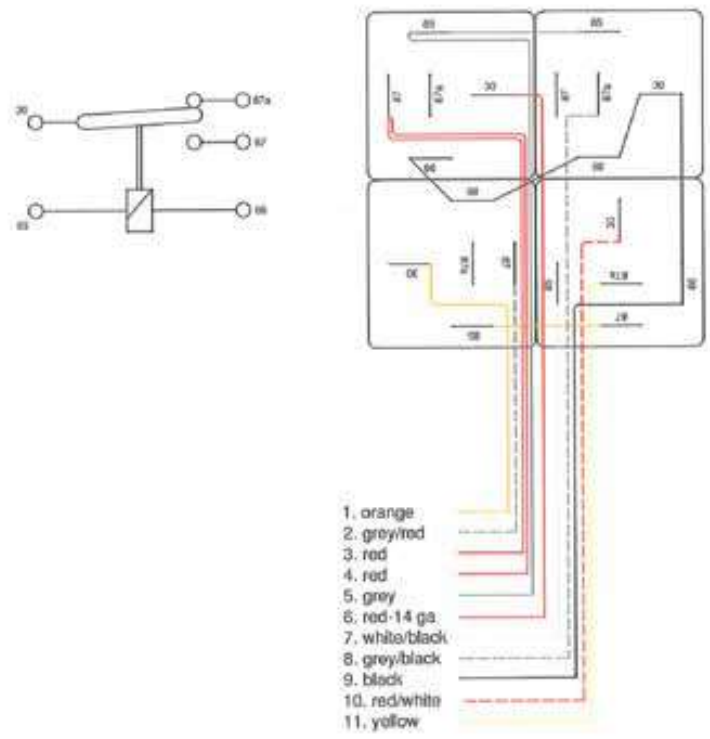 30
87a
87
85
86
85
85
87
87a
30
87
87a
30
86
86
86
30
30
87a
87
85
87a
86
85
87
1. orange
2. grey/red
3. red
4. red
5. grey
6. red-14 ga
7. white/black
8. grey/black
9. black
10. red/white
11. yellow